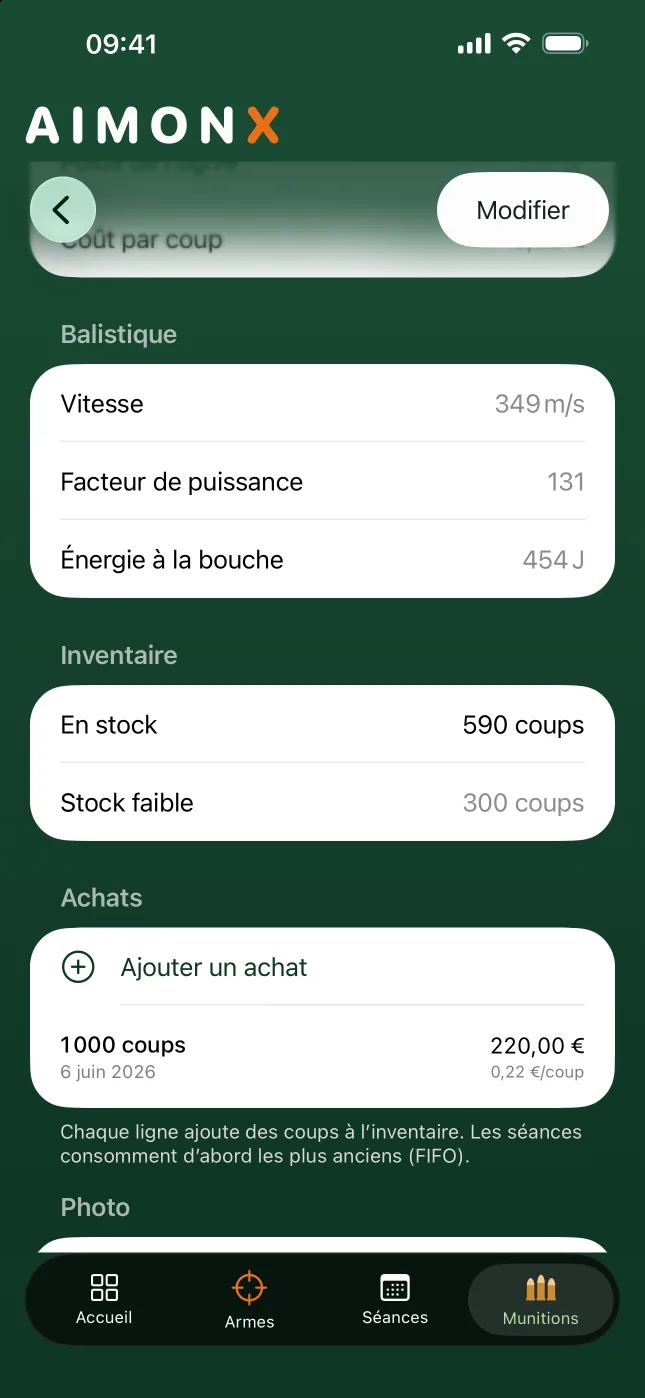 09:41
AIMONX
Modifier
Coût par coup
Balistique
Vitesse 349 m/s
Facteur de puissance 131
Énergie à la bouche 454 J
Inventaire
En stock 590 coups
Stock faible 300 coups
Achats
Ajouter un achat
1000 coups 220,00 €
6 juin 2026 0,22 €/coup
Chaque ligne ajoute des coups à l’inventaire. Les séances
consomment d’abord les plus anciens (FIFO).
Photo
Accueil Armes Séances Munitions